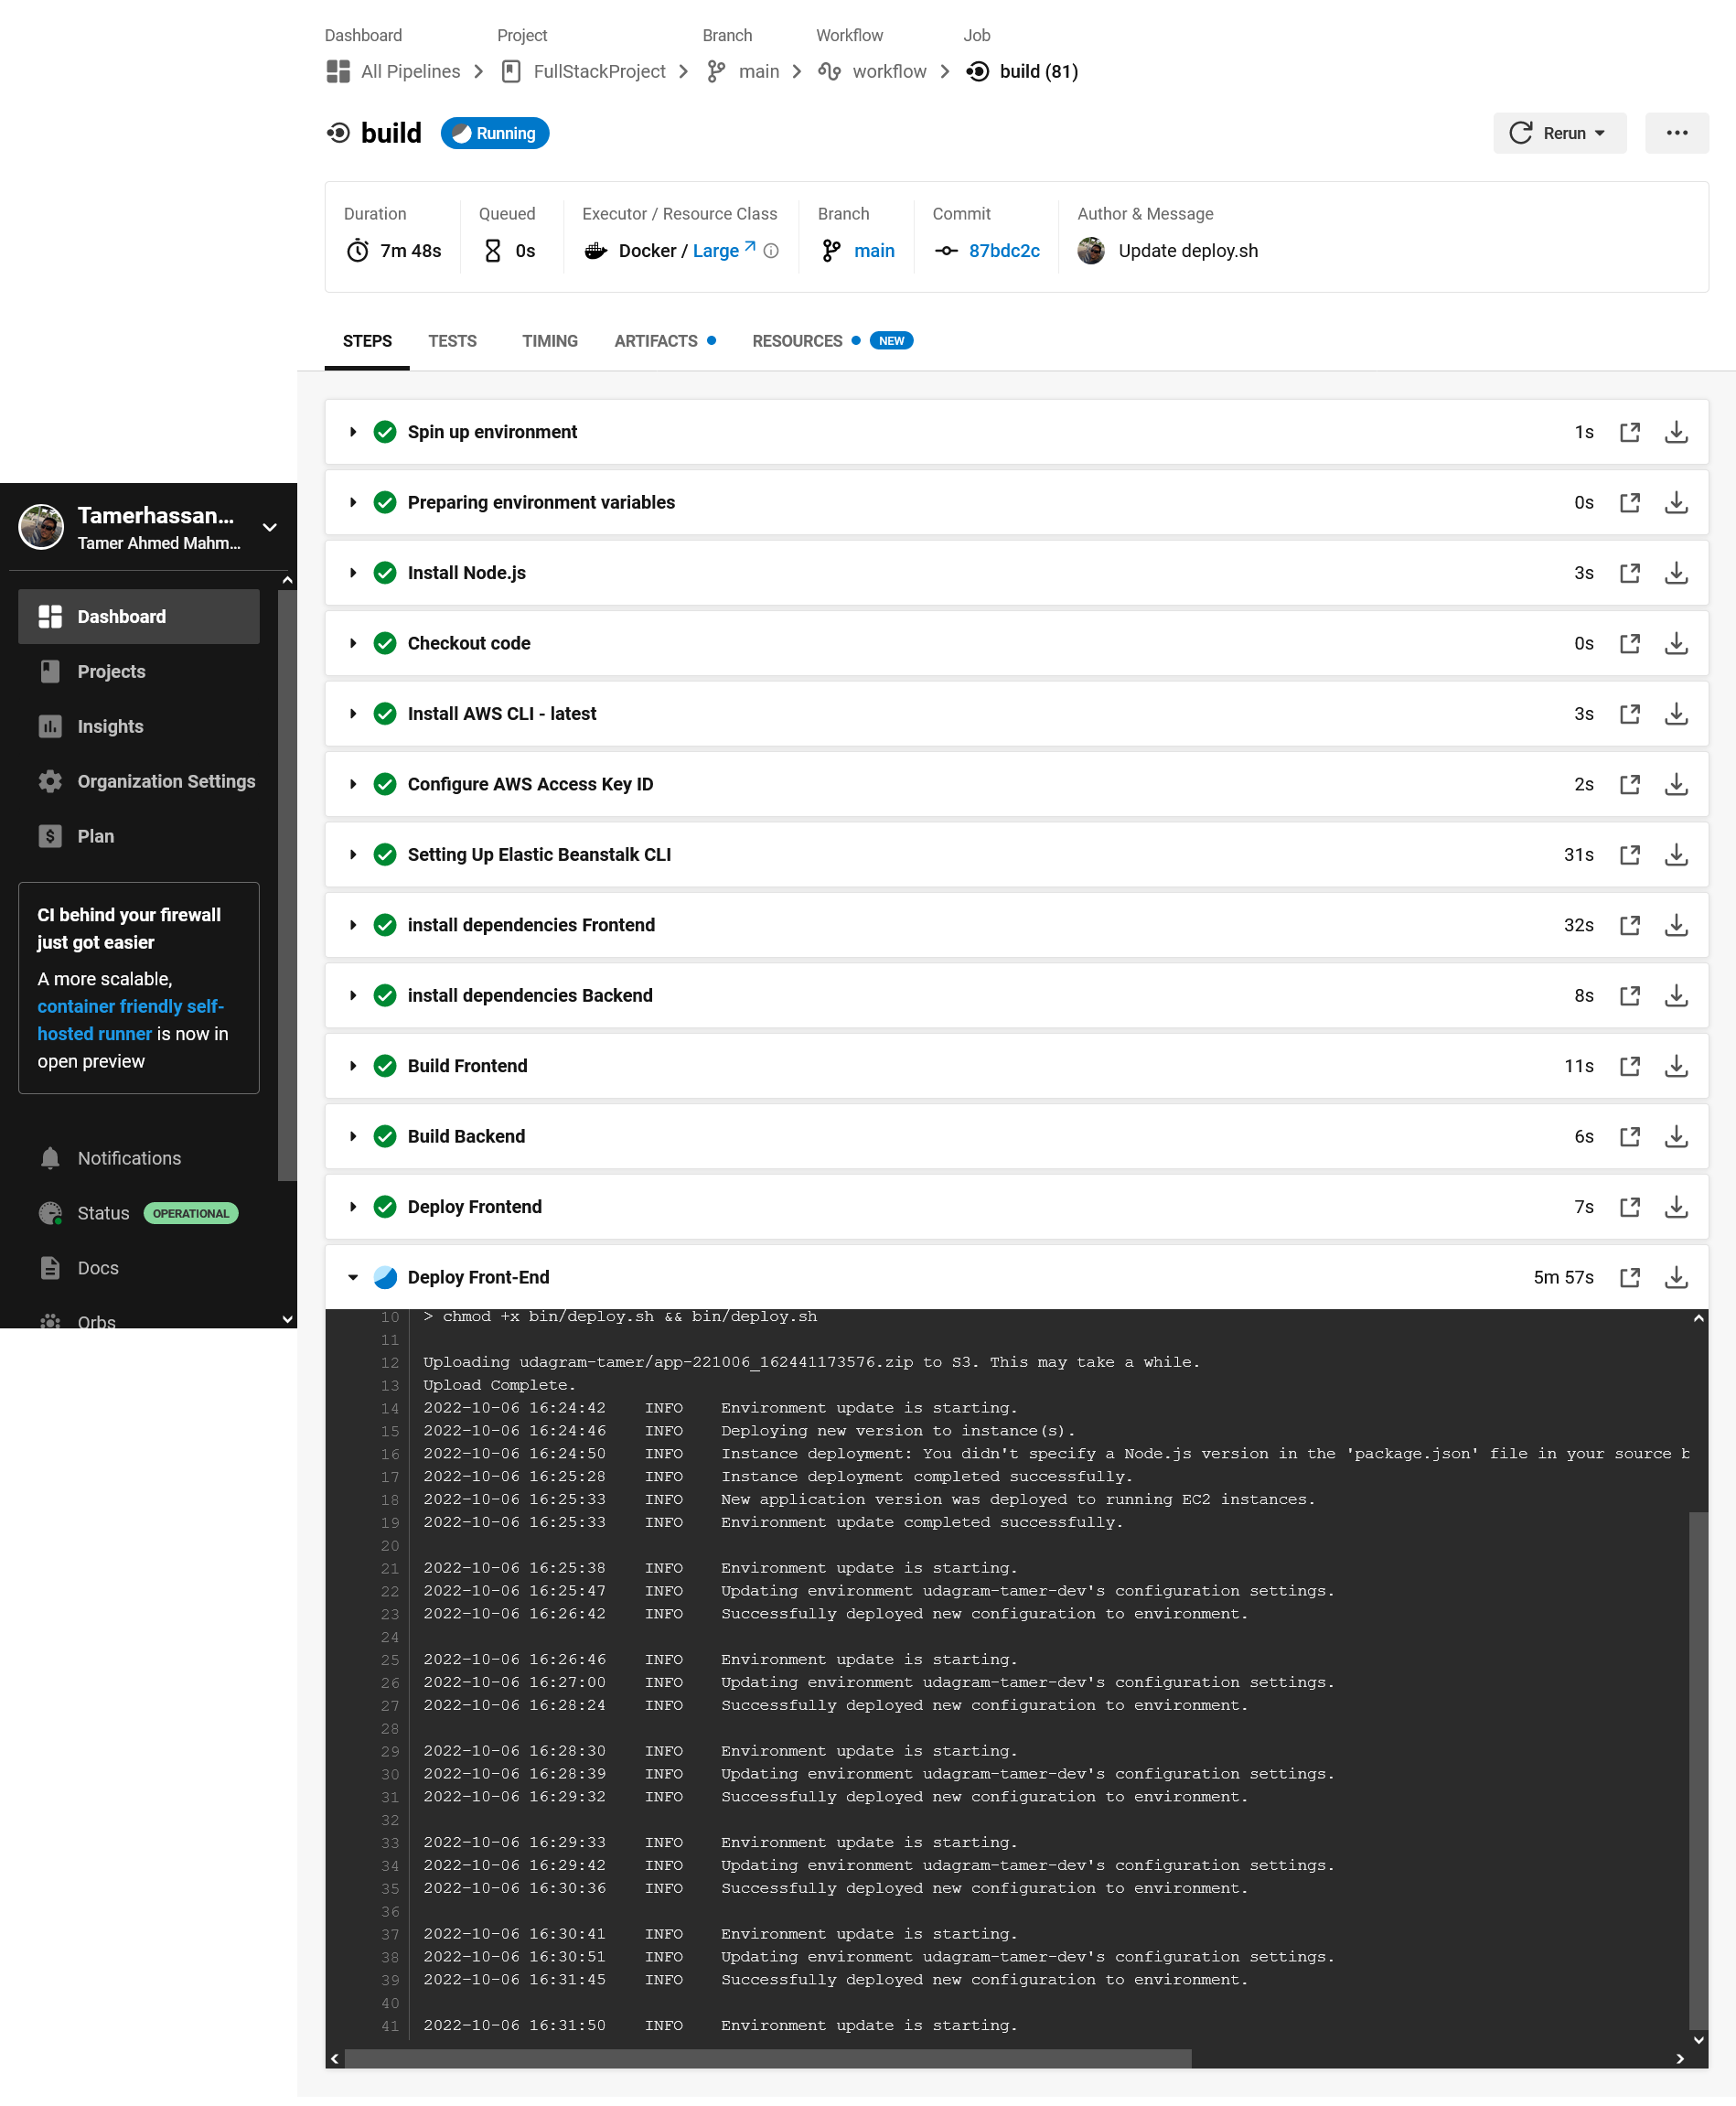 Dashboard Project Branch Workflow Job
All Pipelines FullStackProject main workflow build (81)
build Running Rerun
Duration Queued Executor / Resource Class Branch Commit Author & Message
7m 48s 0s Docker / Large main 87bdc2c Update deploy.sh
STEPS TESTS TIMING ARTIFACTS RESOURCES NEW
Tamerhassan...
Tamer Ahmed Mahm...
Dashboard
Projects
Insights
Organization Settings
Plan
CI behind your firewall
just got easier
A more scalable,
container friendly self-
hosted runner is now in
open preview
Notifications
Status OPERATIONAL
Docs
Orbs
Spin up environment 1s
Preparing environment variables 0s
Install Node.js 3s
Checkout code 0s
Install AWS CLI - latest 3s
Configure AWS Access Key ID 2s
Setting Up Elastic Beanstalk CLI 31s
install dependencies Frontend 32s
install dependencies Backend 8s
Build Frontend 11s
Build Backend 6s
Deploy Frontend 7s
Deploy Front-End 5m 57s
10 > chmod +x bin/deploy.sh && bin/deploy.sh
11
12 Uploading udagram-tamer/app-221006_162441173576.zip to S3. This may take a while.
13 Upload Complete.
14 2022-10-06 16:24:42 INFO Environment update is starting.
15 2022-10-06 16:24:46 INFO Deploying new version to instance(s).
16 2022-10-06 16:24:50 INFO Instance deployment: You didn't specify a Node.js version in the 'package.json' file in your source b
17 2022-10-06 16:25:28 INFO Instance deployment completed successfully.
18 2022-10-06 16:25:33 INFO New application version was deployed to running EC2 instances.
19 2022-10-06 16:25:33 INFO Environment update completed successfully.
20
21 2022-10-06 16:25:38 INFO Environment update is starting.
22 2022-10-06 16:25:47 INFO Updating environment udagram-tamer-dev's configuration settings.
23 2022-10-06 16:26:42 INFO Successfully deployed new configuration to environment.
24
25 2022-10-06 16:26:46 INFO Environment update is starting.
26 2022-10-06 16:27:00 INFO Updating environment udagram-tamer-dev's configuration settings.
27 2022-10-06 16:28:24 INFO Successfully deployed new configuration to environment.
28
29 2022-10-06 16:28:30 INFO Environment update is starting.
30 2022-10-06 16:28:39 INFO Updating environment udagram-tamer-dev's configuration settings.
31 2022-10-06 16:29:32 INFO Successfully deployed new configuration to environment.
32
33 2022-10-06 16:29:33 INFO Environment update is starting.
34 2022-10-06 16:29:42 INFO Updating environment udagram-tamer-dev's configuration settings.
35 2022-10-06 16:30:36 INFO Successfully deployed new configuration to environment.
36
37 2022-10-06 16:30:41 INFO Environment update is starting.
38 2022-10-06 16:30:51 INFO Updating environment udagram-tamer-dev's configuration settings.
39 2022-10-06 16:31:45 INFO Successfully deployed new configuration to environment.
40
41 2022-10-06 16:31:50 INFO Environment update is starting.